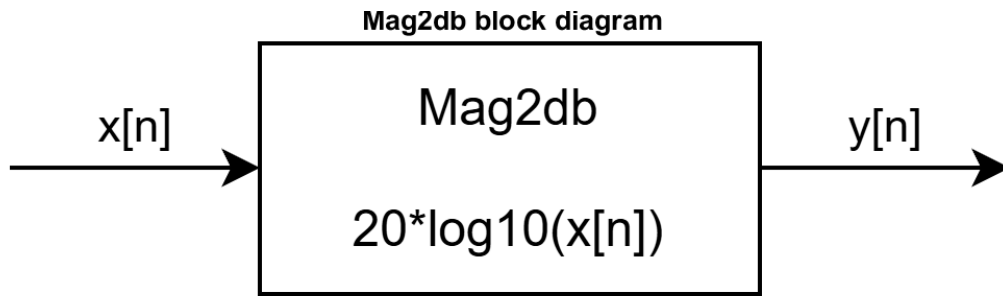 Mag2db block diagram
x[n]
Mag2db
y[n]
20*log10(x[n])